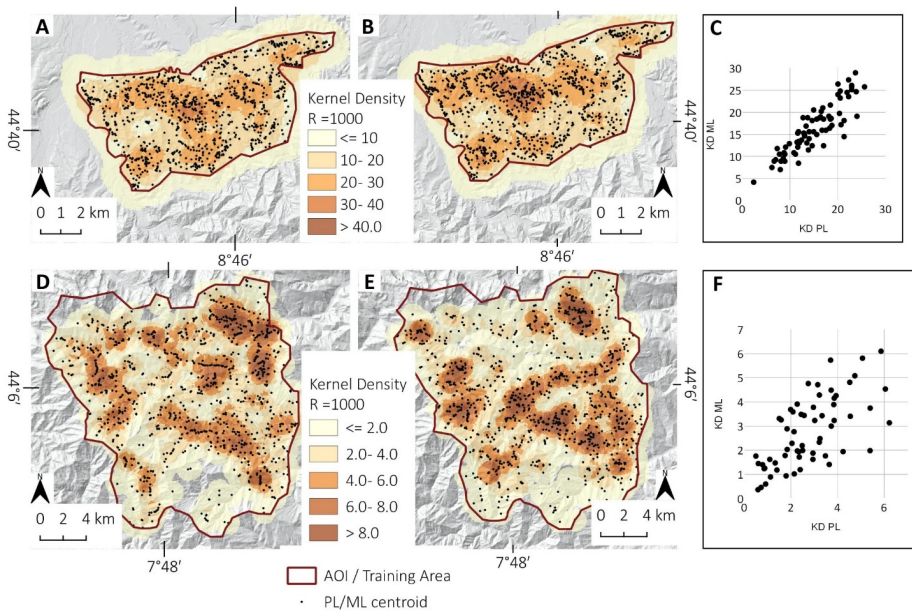 A
B
C
44°40'
Kernel Density
R =1000
<= 10
10- 20
20- 30
30- 40
> 40.0
44°40'
N
0 1 2 km
N
0 1 2 km
8°46'
8°46'
KD ML
30
25
20
15
10
5
0
0 10 20 30
KD PL
D
E
F
44°6'
Kernel Density
R =1000
<= 2.0
2.0- 4.0
4.0- 6.0
6.0- 8.0
> 8.0
44°6'
N
0 2 4 km
N
0 2 4 km
7°48'
7°48'
KD ML
7
6
5
4
3
2
1
0
0 2 4 6
KD PL
AOI / Training Area
PL/ML centroid